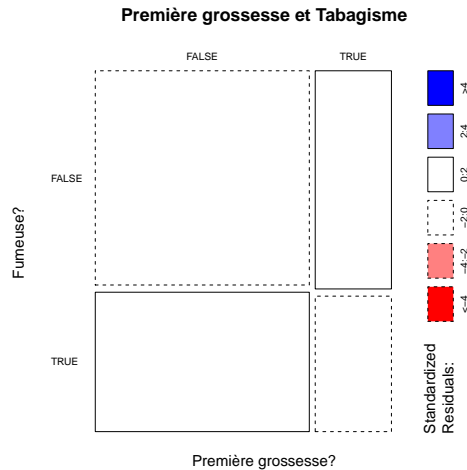 Première grossesse et Tabagisme
FALSE
TRUE
FALSE
TRUE
Fumeuse?
Première grossesse?
Standardized
Residuals:
<−4
−4:−2
−2:0
0:2
2:4
>4